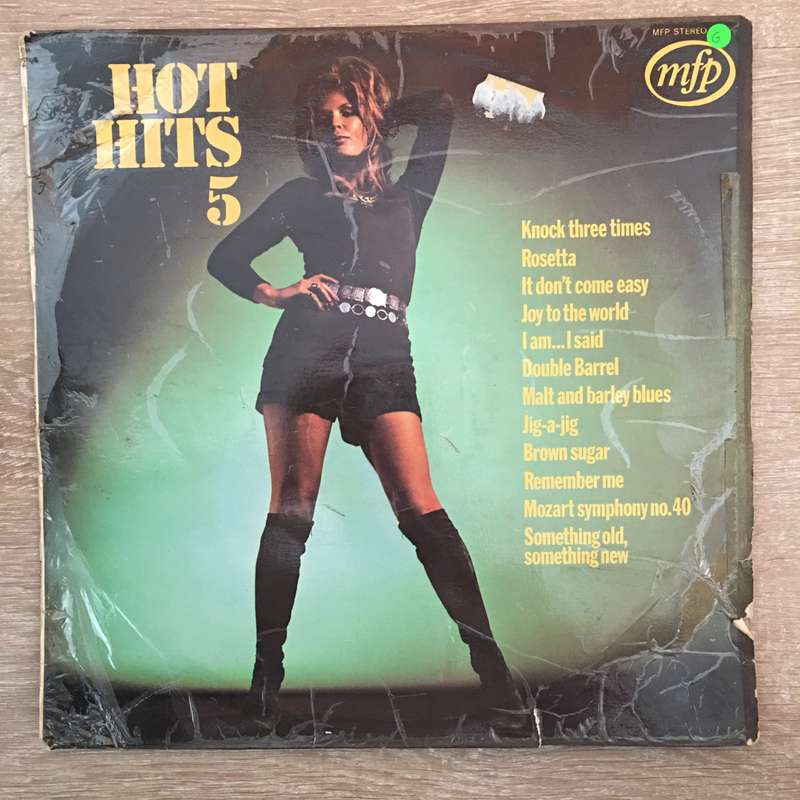 HOT
HITS
5
MFP STEREO
G
mfp
Knock three times
Rosetta
It don't come easy
Joy to the world
I am...I said
Double Barrel
Malt and barley blues
Jig-a-jig
Brown sugar
Remember me
Mozart symphony no.40
Something old,
something new